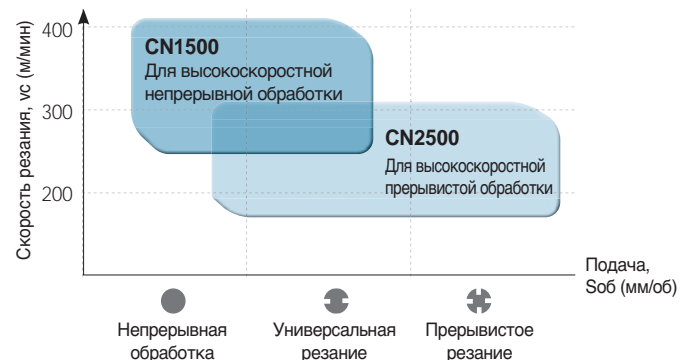 Скорость резания, vc (м/мин)
400
300
200
CN1500
Для высокоскоростной
непрерывной обработки
CN2500
Для высокоскоростной
прерывистой обработки
Подача,
Sоб (мм/об)
Непрерывная
обработка
Универсальная
резание
Прерывистое
резание